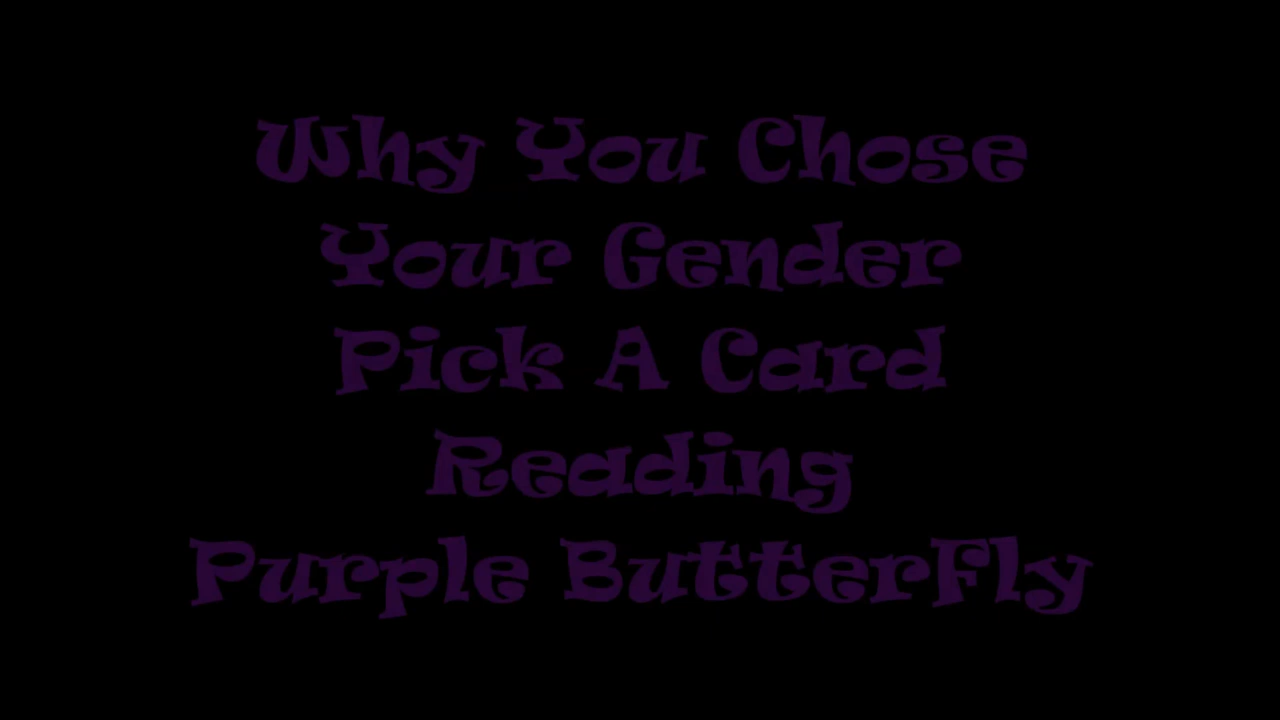 Why You Chose
Your Gender
Pick A Card
Reading
Purple ButterFly